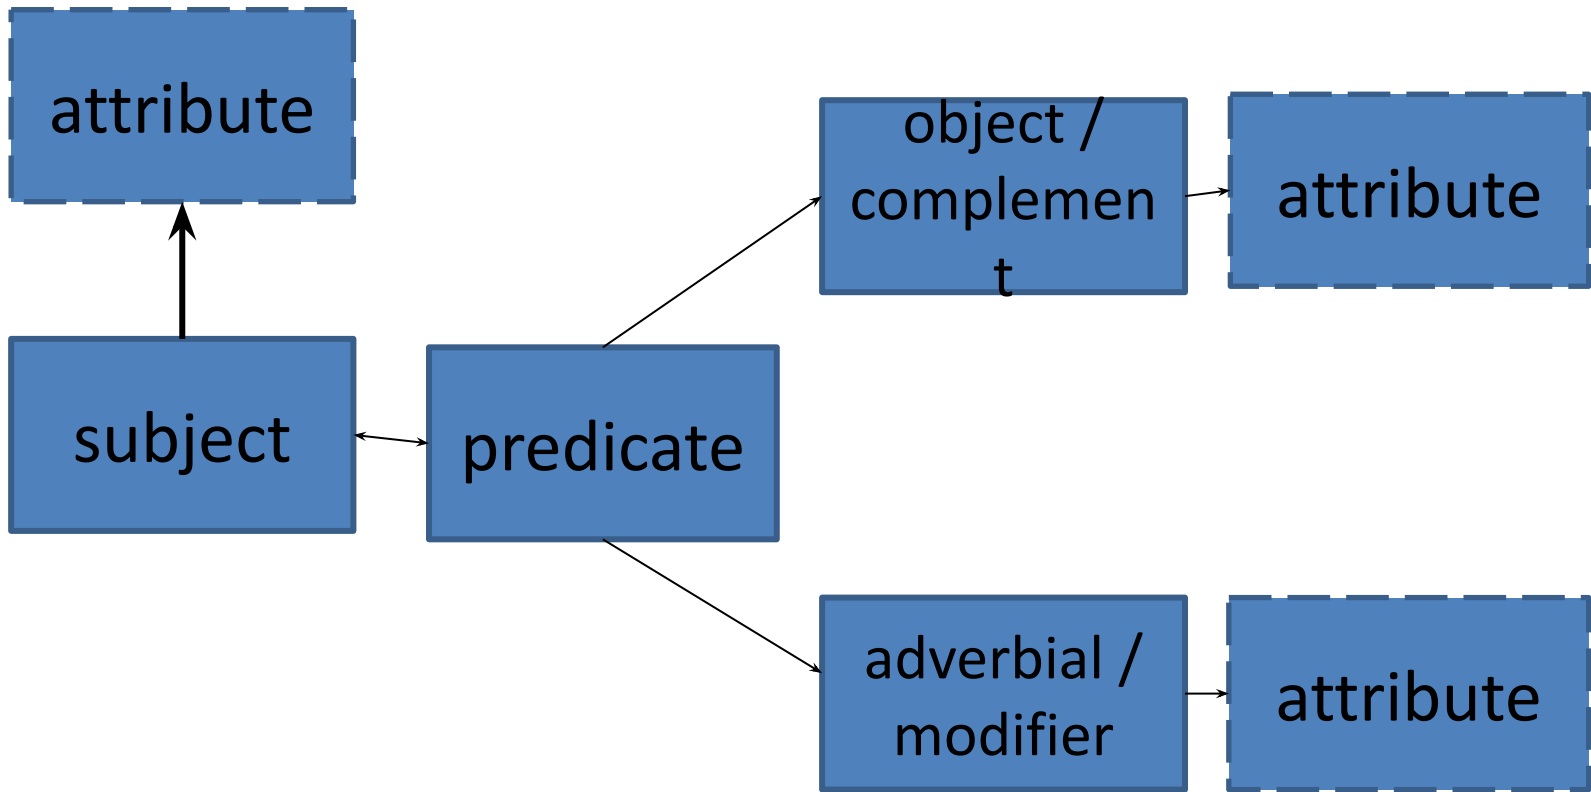 attribute
object /
complemen
t
attribute
subject
predicate
adverbial /
modifier
attribute